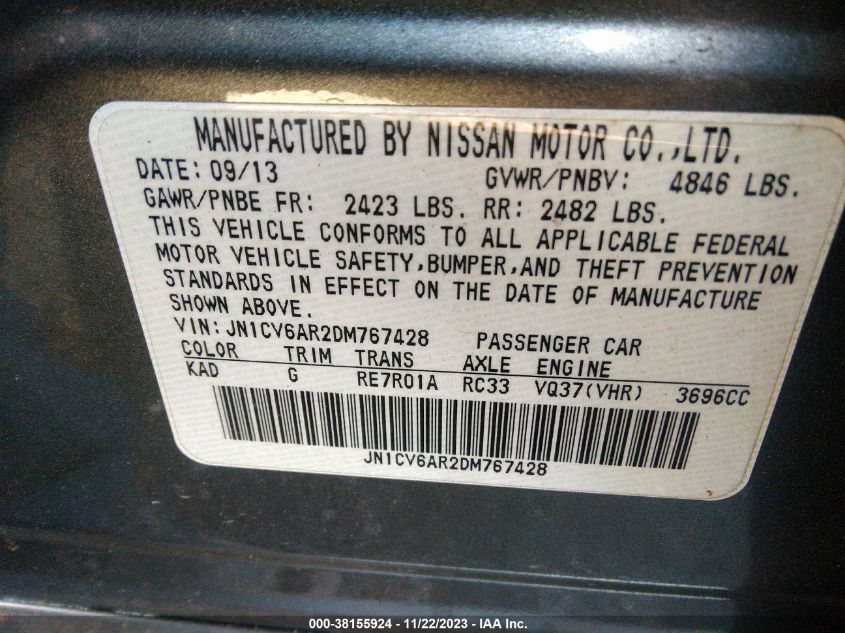 MANUFACTURED BY NISSAN MOTOR CO.,LTD.
DATE: 09/13 GVWR/PNBV: 4846 LBS.
GAWR/PNBE FR: 2423 LBS. RR: 2482 LBS.
THIS VEHICLE CONFORMS TO ALL APPLICABLE FEDERAL
MOTOR VEHICLE SAFETY,BUMPER,AND THEFT PREVENTION
STANDARDS IN EFFECT ON THE DATE OF MANUFACTURE
SHOWN ABOVE.
VIN:JN1CV6AR2DM767428 PASSENGER CAR
COLOR TRIM TRANS AXLE ENGINE
KAD G RE7R01A RC33 VQ37(VHR) 3696CC
JN1CV6AR2DM767428
000-38155924 - 11/22/2023 - IAA Inc.